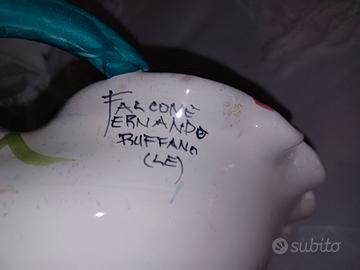 FALCONE
FERNANDO
RUFFANO
(LE)
subito